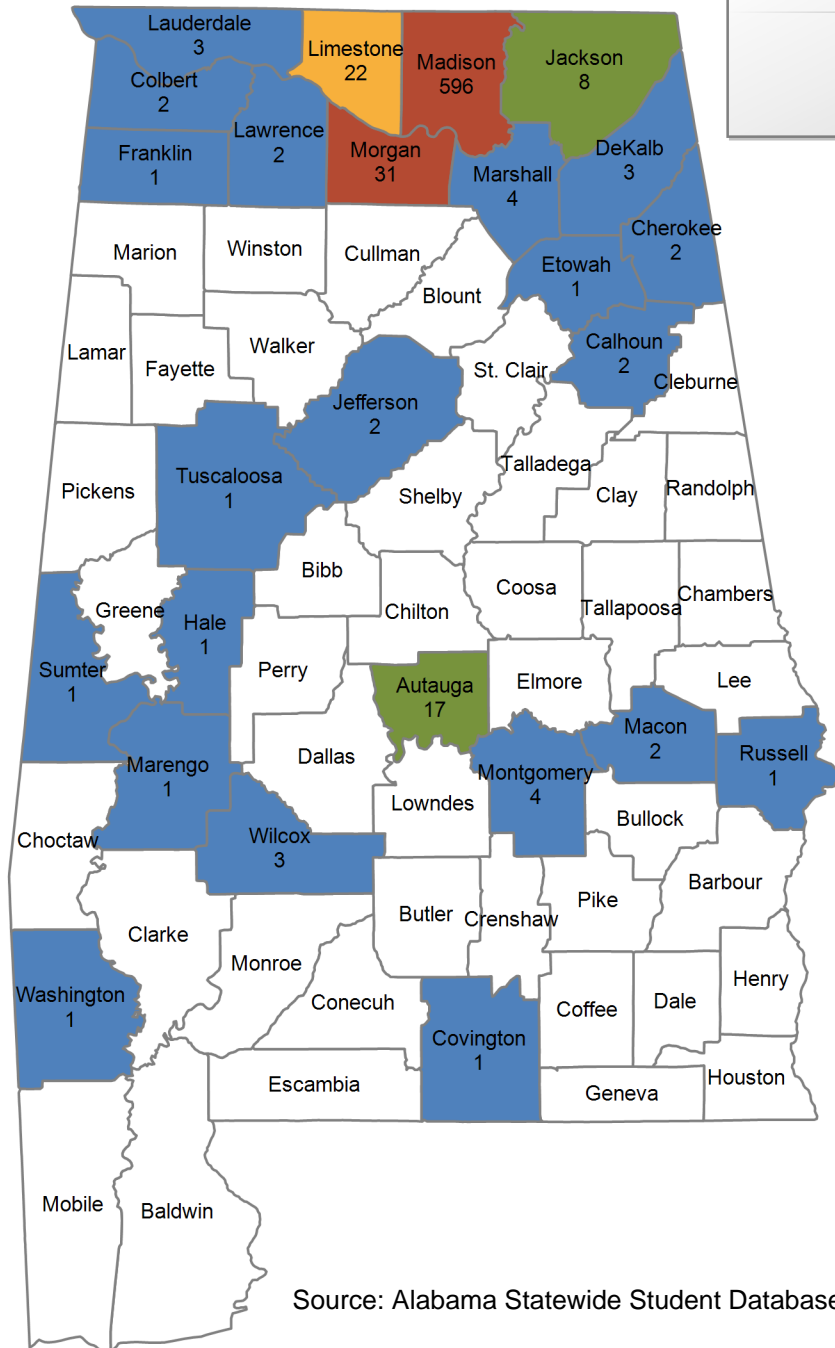 Lauderdale
3
Limestone
22
Madison
596
Jackson
8
Colbert
2
Lawrence
2
Franklin
1
Morgan
31
Marshall
4
DeKalb
3
Cherokee
2
Marion
Winston
Cullman
Etowah
1
Blount
Lamar
Fayette
Walker
St. Clair
Calhoun
2
Cleburne
Jefferson
2
Tuscaloosa
1
Pickens
Shelby
Talladega
Clay
Randolph
Bibb
Greene
Hale
1
Chilton
Coosa
Tallapoosa
Chambers
Sumter
1
Perry
Autauga
17
Elmore
Lee
Marengo
1
Dallas
Montgomery
4
Macon
2
Russell
1
Lowndes
Bullock
Choctaw
Wilcox
3
Clarke
Butler
Crenshaw
Pike
Barbour
Monroe
Washington
1
Conecuh
Covington
1
Coffee
Dale
Henry
Escambia
Geneva
Houston
Mobile
Baldwin
Source: Alabama Statewide Student Database